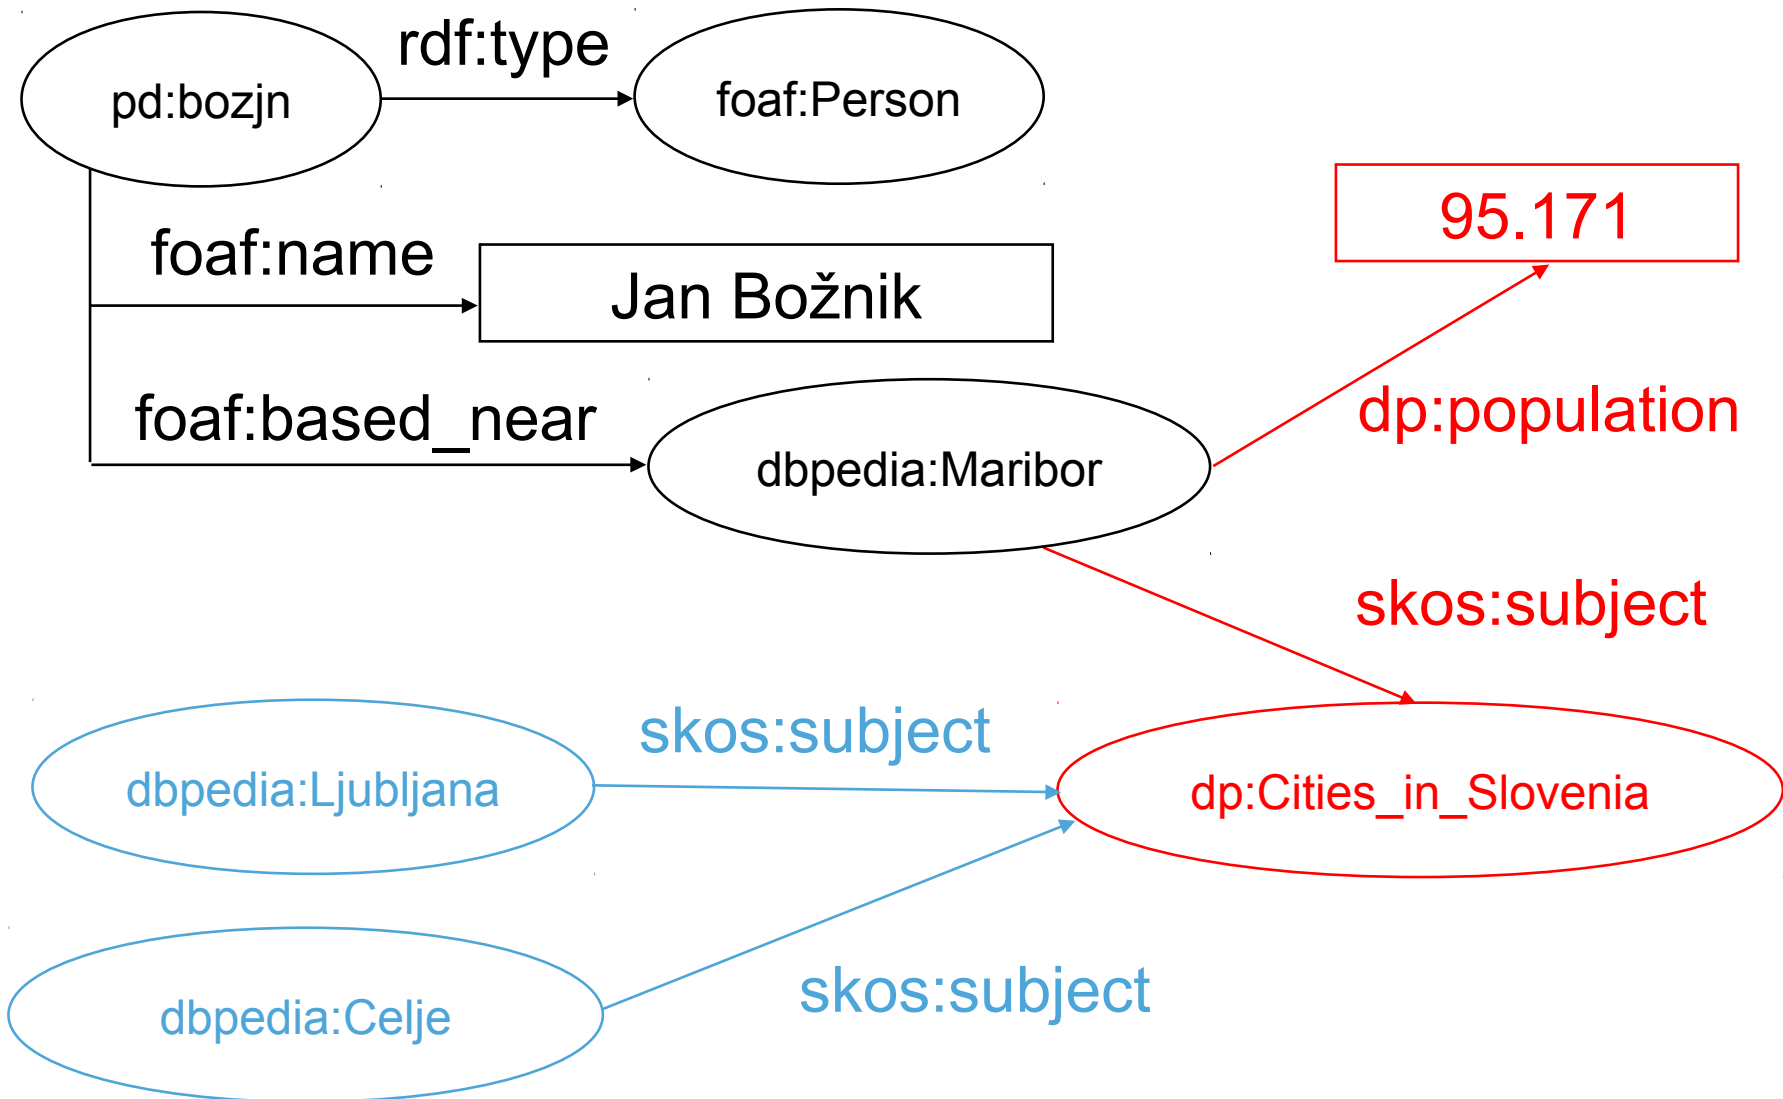 rdf:type
pd:bozjn
foaf:Person
95.171
foaf:name
Jan Božnik
foaf:based_near
dp:population
dbpedia:Maribor
skos:subject
skos:subject
dbpedia:Ljubljana
dp:Cities_in_Slovenia
skos:subject
dbpedia:Celje